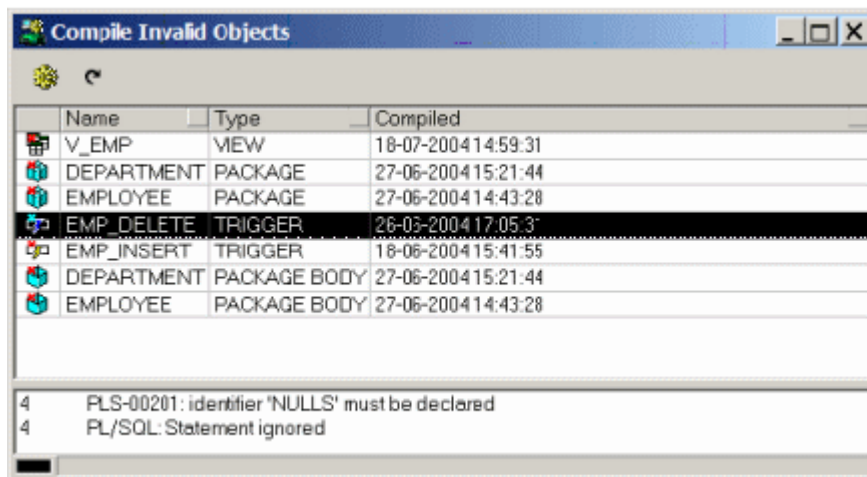 Compile Invalid Objects
Name Type Compiled
V_EMP VIEW 18-07-2004 14:59:31
DEPARTMENT PACKAGE 27-06-2004 15:21:44
EMPLOYEE PACKAGE 27-06-2004 14:43:28
EMP_DELETE TRIGGER
EMP_INSERT TRIGGER 18-06-2004 15:41:55
DEPARTMENT PACKAGE BODY 27-06-2004 15:21:44
EMPLOYEE PACKAGE BODY 27-06-2004 14:43:28
4 PLS-00201: identifier 'NULLS' must be declared
4 PL/SQL: Statement ignored